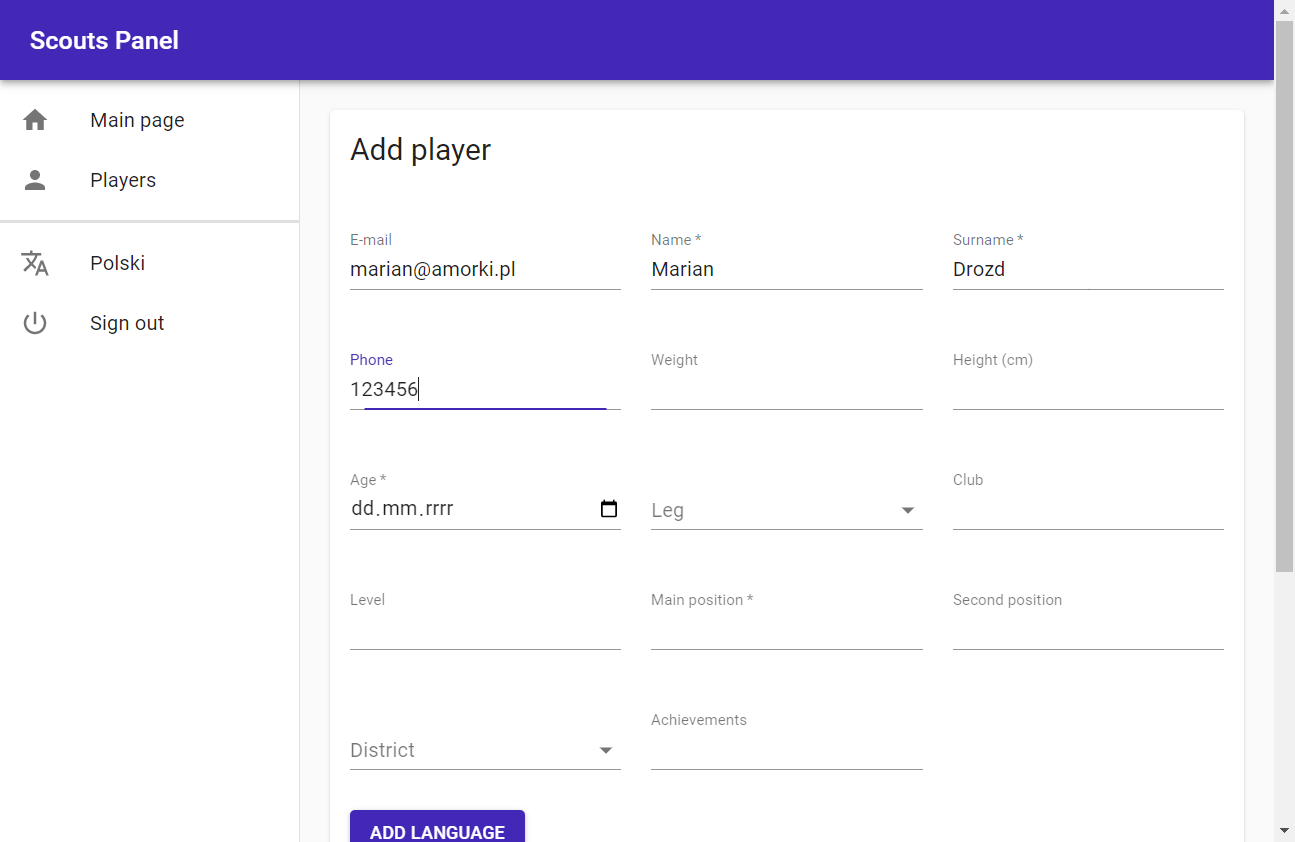 Scouts Panel
Main page
Players
Polski
Sign out
Add player
E-mail
marian@amorki.pl
Name *
Marian
Surname *
Drozd
Phone
123456
Weight
Height (cm)
Age *
dd.mm.rrrr
Leg
Club
Level
Main position *
Second position
District
Achievements
ADD LANGUAGE